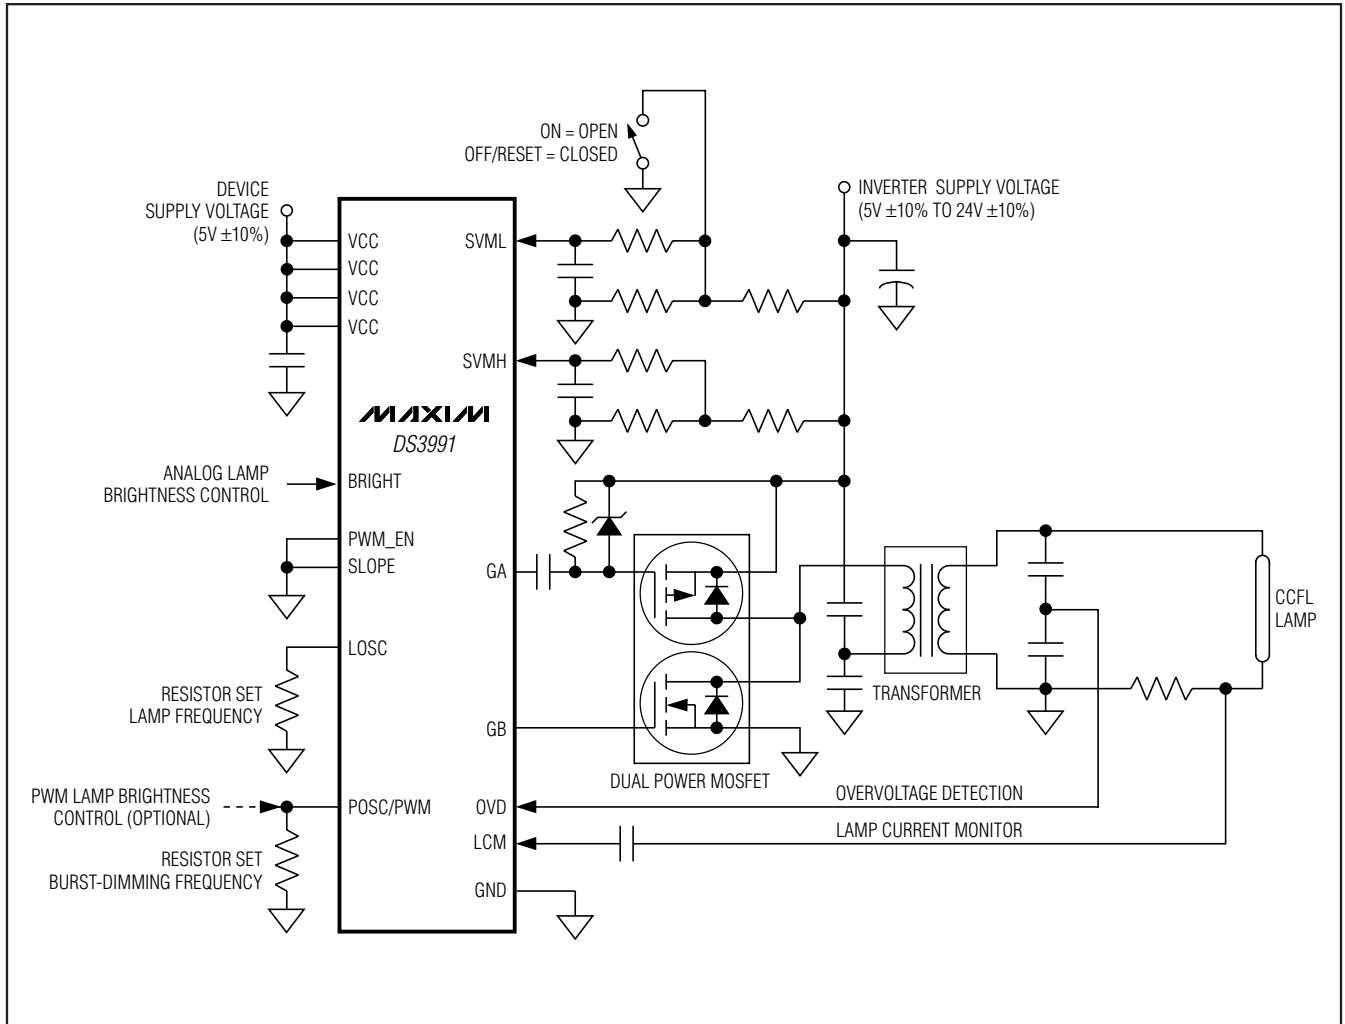 ON = OPEN
OFF/RESET = CLOSED
DEVICE
SUPPLY VOLTAGE
(5V ±10%)
INVERTER SUPPLY VOLTAGE
(5V ±10% TO 24V ±10%)
VCC
VCC
VCC
VCC
SVML
SVMH
MAXIM
DS3991
ANALOG LAMP
BRIGHTNESS CONTROL
BRIGHT
PWM_EN
SLOPE
GA
LOSC
RESISTOR SET
LAMP FREQUENCY
GB
DUAL POWER MOSFET
TRANSFORMER
CCFL
LAMP
PWM LAMP BRIGHTNESS
CONTROL (OPTIONAL)
POSC/PWM
OVD
OVERVOLTAGE DETECTION
LCM
LAMP CURRENT MONITOR
RESISTOR SET
BURST-DIMMING FREQUENCY
GND